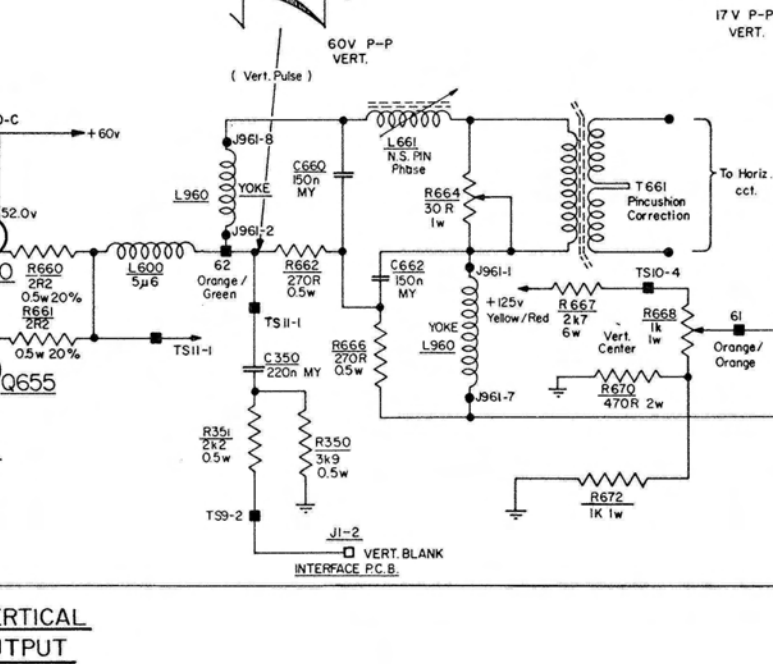 17V P-P
VERT.
60V P-P
VERT.
( Vert. Pulse )
+60v
J961-8
L661
N.S. PIN
Phase
C660
150n
MY
L960
YOKE
R664
30R
1w
T661
Pincushion
Correction
To Horiz.
cct.
52.0v
J961-2
R660
2R2
0.5w 20%
L600
5µ6
62
Orange/
Green
R662
270R
0.5w
C662
150n
MY
J961-1
+125v
Yellow/Red
TS10-4
R667
2k7
6w
R668
1k
1w
61
Orange/
Orange
R661
2R2
0.5w 20%
TS11-1
TS11-1
R666
270R
0.5w
YOKE
L960
Vert.
Center
R670
470R 2w
C350
220n MY
Q655
J961-7
R351
2k2
0.5w
R350
3k9
0.5w
R672
1K 1w
TS9-2
J1-2
VERT. BLANK
INTERFACE P.C.B.
ERTICAL
UTPUT